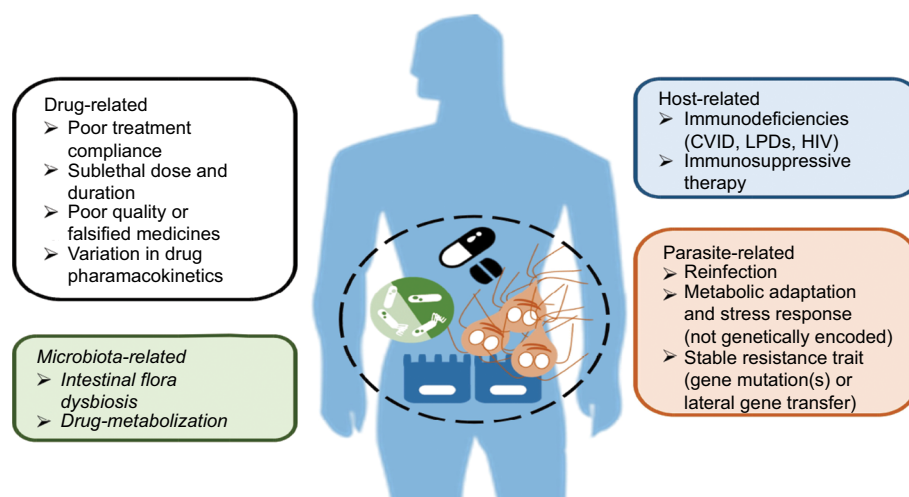 Drug-related
➢ Poor treatment
compliance
➢ Sublethal dose and
duration
➢ Poor quality or
falsified medicines
➢ Variation in drug
pharamacokinetics
Microbiota-related
➢ Intestinal flora
dysbiosis
➢ Drug-metabolization
Host-related
➢ Immunodeficiencies
(CVID, LPDs, HIV)
➢ Immunosuppressive
therapy
Parasite-related
➢ Reinfection
➢ Metabolic adaptation
and stress response
(not genetically encoded)
➢ Stable resistance trait
(gene mutation(s) or
lateral gene transfer)